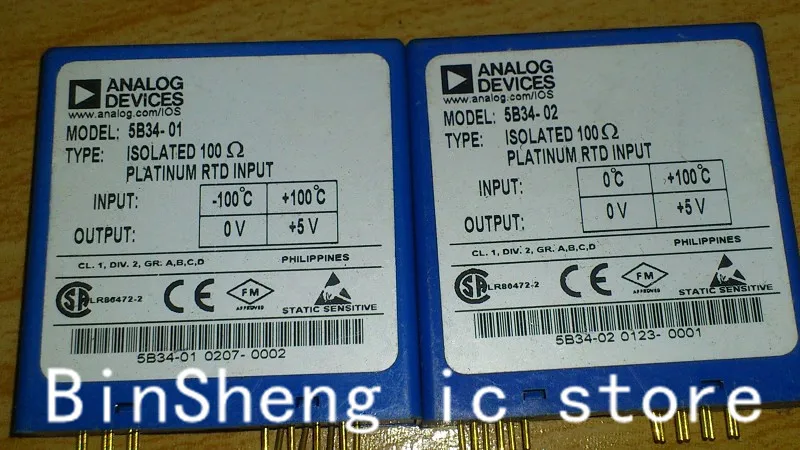 ANALOG
DEVICES
www.analog.com/IOS
MODEL: 5B34-01
TYPE: ISOLATED 100 Ω
PLATINUM RTD INPUT
INPUT: -100°C +100°C
OUTPUT: 0 V +5 V
CL. 1, DIV. 2, GR. A,B,C,D PHILIPPINES
SA LR86472-2 CE FM
APPROVED STATIC SENSITIVE
5B34-01 0207-0002
ANALOG
DEVICES
www.analog.com/IOS
MODEL: 5B34-02
TYPE: ISOLATED 100 Ω
PLATINUM RTD INPUT
INPUT: 0°C +100°C
OUTPUT: 0 V +5 V
CL. 1, DIV. 2, GR. A,B,C,D PHILIPPINES
SA LR86472-2 CE FM
APPROVED STATIC SENSITIVE
5B34-02 0123-0001
BinSheng ic store